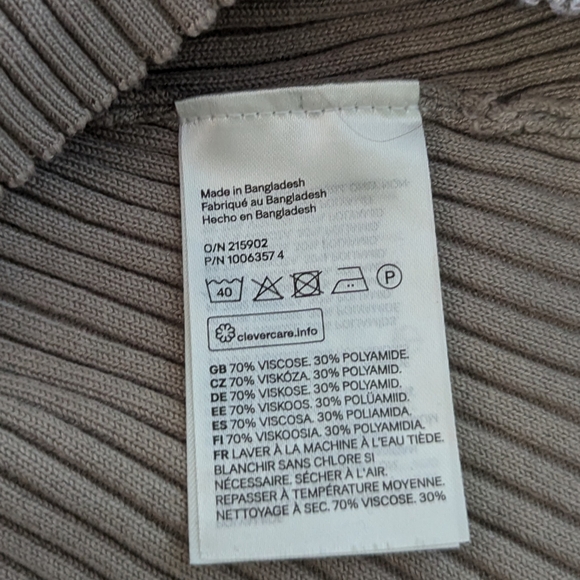 Made in Bangladesh
Fabriqué au Bangladesh
Hecho en Bangladesh
O/N 215902
P/N 1006357 4
40
P
clevercare.info
GB 70% VISCOSE. 30% POLYAMIDE.
CZ 70% VISKÓZA. 30% POLYAMID.
DE 70% VISKOSE. 30% POLYAMID.
EE 70% VISKOOS. 30% POLÜAMIID.
ES 70% VISCOSA. 30% POLIAMIDA.
FI 70% VISKOOSIA. 30% POLYAMIDIA.
FR LAVER À LA MACHINE À L'EAU TIÈDE.
BLANCHIR SANS CHLORE SI
NÉCESSAIRE. SÉCHER À L'AIR.
REPASSER À TEMPÉRATURE MOYENNE.
NETTOYAGE À SEC. 70% VISCOSE. 30%